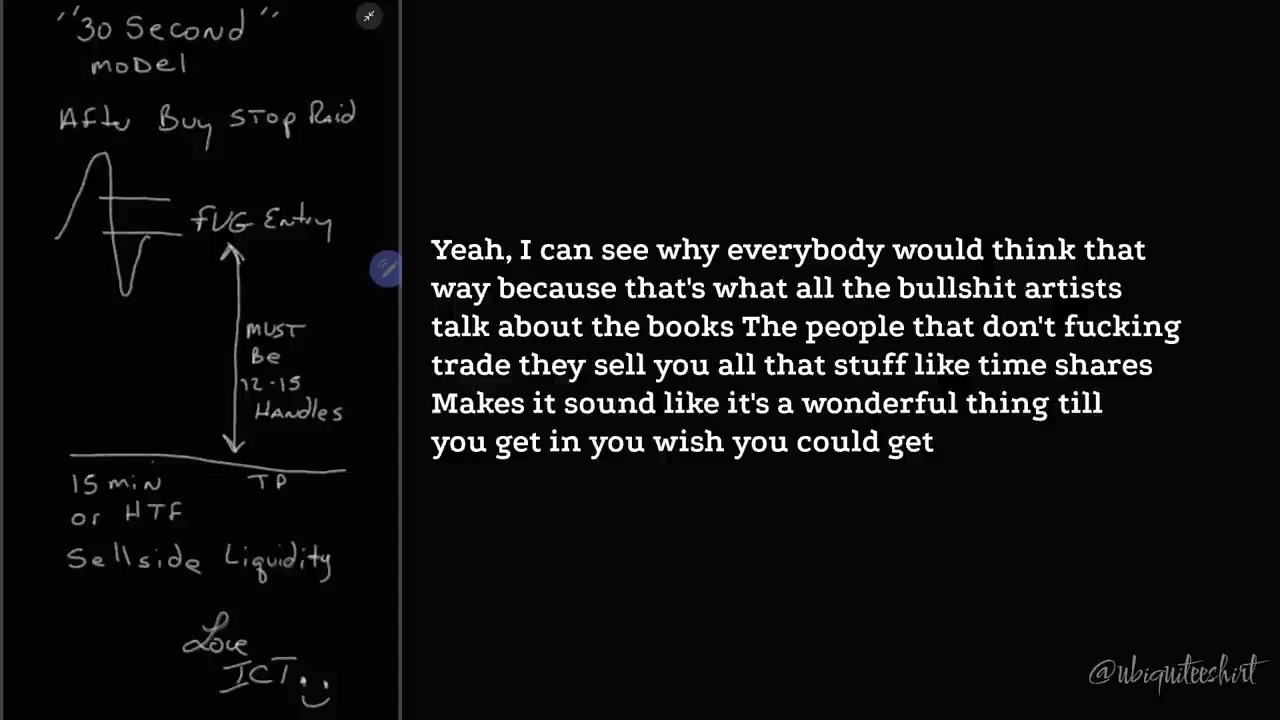 "30 Second"
model
After Buy Stop Raid
FVG Entry
MUST
Be
12-15
HANdles
15 min
or HTF
TP
Sellside Liquidity
Love
ICT
Yeah, I can see why everybody would think that
way because that's what all the bullshit artists
talk about the books The people that don't fucking
trade they sell you all that stuff like time shares
Makes it sound like it's a wonderful thing till
you get in you wish you could get
@ubiquiteeshirt